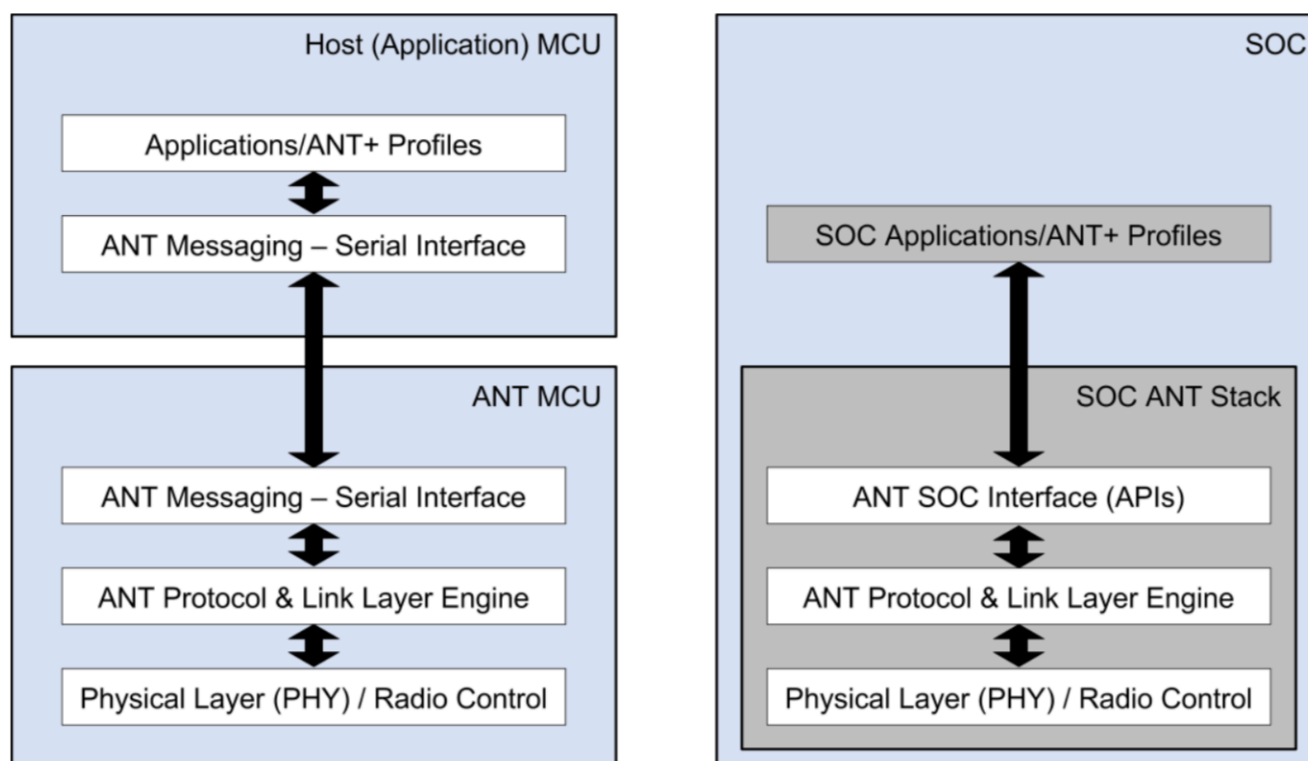 Host (Application) MCU
Applications/ANT+ Profiles
ANT Messaging – Serial Interface
ANT MCU
ANT Messaging – Serial Interface
ANT Protocol & Link Layer Engine
Physical Layer (PHY) / Radio Control
SOC
SOC Applications/ANT+ Profiles
SOC ANT Stack
ANT SOC Interface (APIs)
ANT Protocol & Link Layer Engine
Physical Layer (PHY) / Radio Control